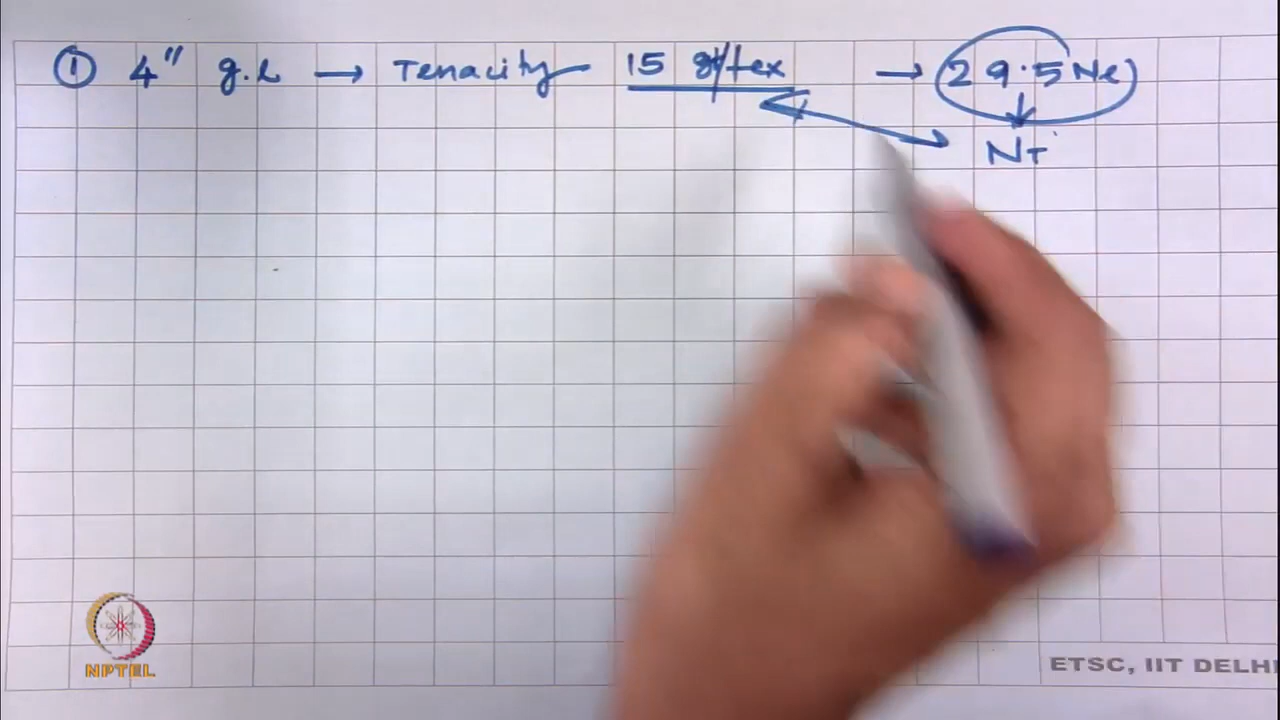 ① 4" g.l → Tenacity 15 g/tex → 29.5 Ne
↓
NT
NPTEL
ETSC, IIT DELHI